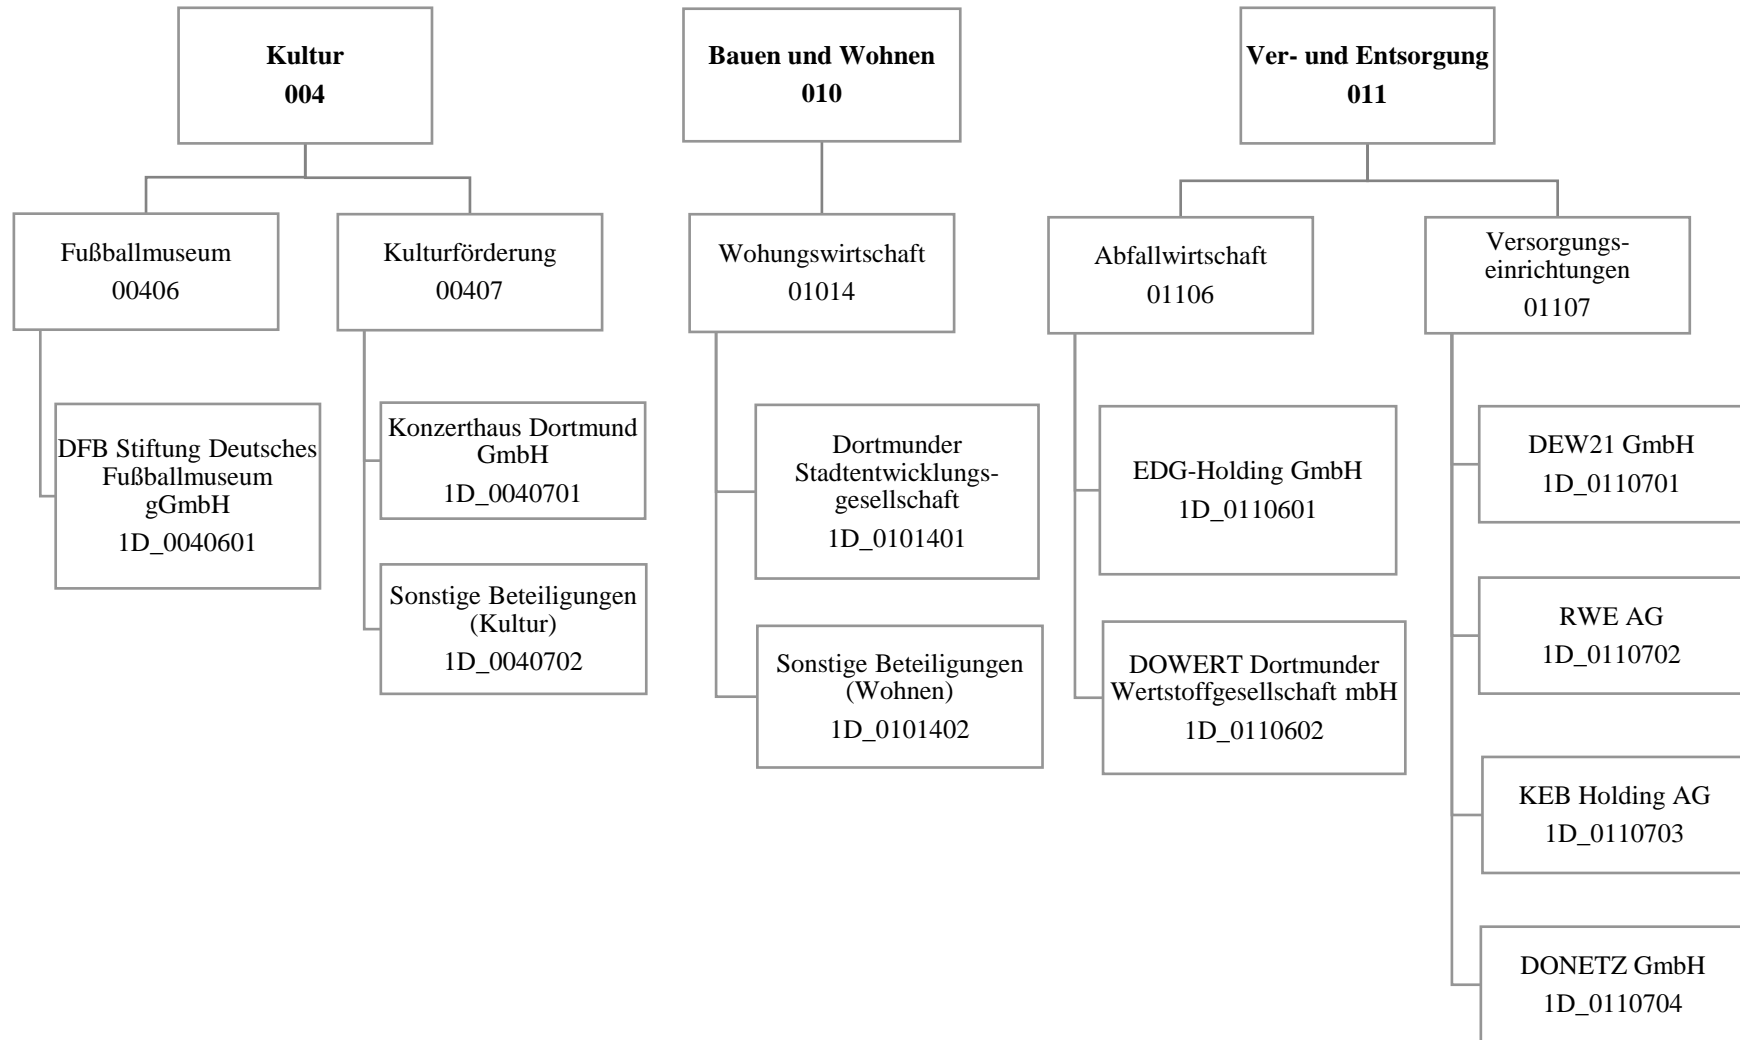 Kultur
004
Bauen und Wohnen
010
Ver- und Entsorgung
011
Fußballmuseum
00406
Kulturförderung
00407
Wohungswirtschaft
01014
Abfallwirtschaft
01106
Versorgungs-
einrichtungen
01107
DFB Stiftung Deutsches
Fußballmuseum
gGmbH
1D_0040601
Konzerthaus Dortmund
GmbH
1D_0040701
Sonstige Beteiligungen
(Kultur)
1D_0040702
Dortmunder
Stadtentwicklungs-
gesellschaft
1D_0101401
Sonstige Beteiligungen
(Wohnen)
1D_0101402
EDG-Holding GmbH
1D_0110601
DOWERT Dortmunder
Wertstoffgesellschaft mbH
1D_0110602
DEW21 GmbH
1D_0110701
RWE AG
1D_0110702
KEB Holding AG
1D_0110703
DONETZ GmbH
1D_0110704